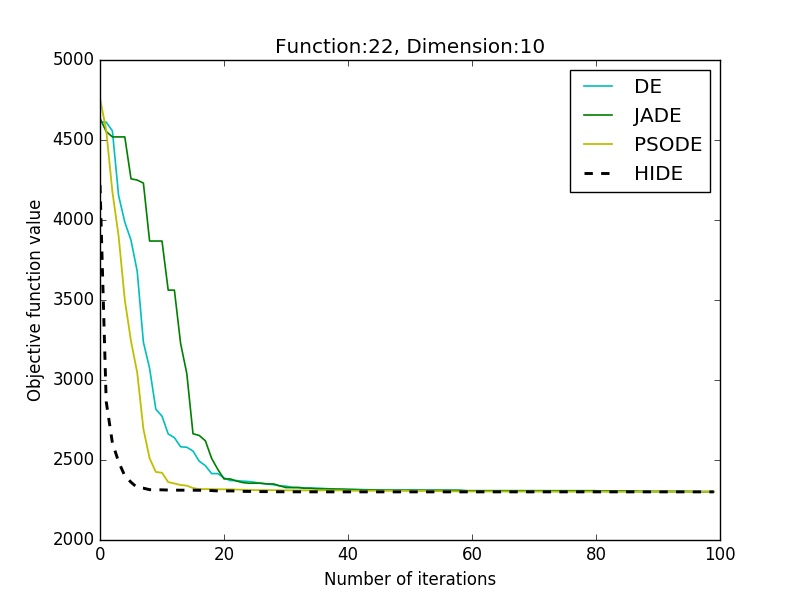 Function:22, Dimension:10
5000
4500
4000
3500
3000
2500
2000
Objective function value
DE
JADE
PSODE
HIDE
0
20
40
60
80
100
Number of iterations